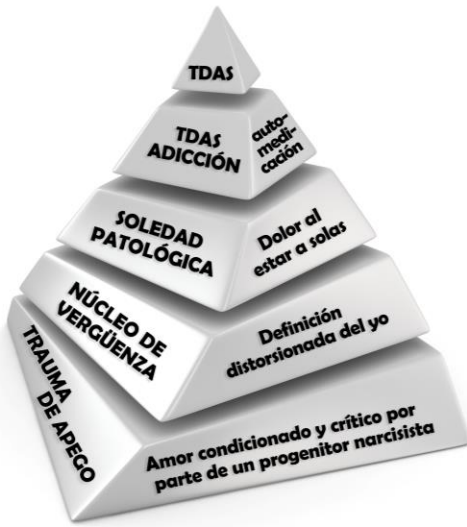 TDAS
TDAS
ADICCIÓN
auto-
medi-
cación
SOLEDAD
PATOLÓGICA
Dolor al
estar a solas
NÚCLEO DE
VERGÜENZA
Definición
distorsionada del yo
TRAUMA
DE APEGO
Amor condicionado y crítico por
parte de un progenitor narcisista